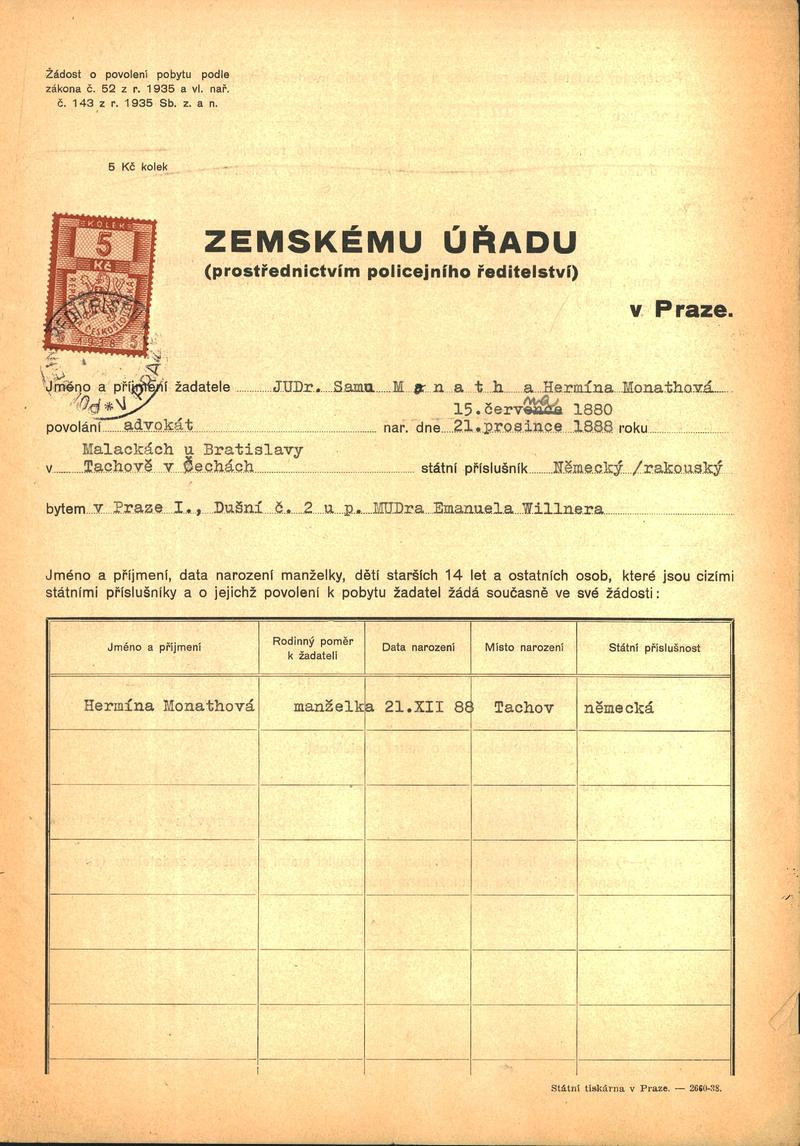 Žádost o povolení pobytu podle
zákona č. 52 z r. 1935 a vl. nař.
č. 143 z r. 1935 Sb. z. a n.
5 Kč kolek
KOLEK
5
Kč
ZEMSKÉMU ÚŘADU
(prostřednictvím policejního ředitelství)
v Praze.
Jméno a příjmení žadatele JUDr. Samu M o n a t h a Hermína Monathová
15. července 1880
povolání advokát nar. dne 21.prosince 1888 roku
Malackách u Bratislavy
v Tachově v Čechách státní příslušník Německý /rakouský
bytem v Praze I., Dušní č. 2 u p. MUDra Emanuela Willnera
Jméno a příjmení, data narození manželky, dětí starších 14 let a ostatních osob, které jsou cizími
státními příslušníky a o jejichž povolení k pobytu žadatel žádá současně ve své žádosti:
Jméno a příjmení Rodinný poměr k žadateli Data narození Místo narození Státní příslušnost
Hermína Monathová manželka 21.XII 88 Tachov německá
Státní tiskárna v Praze. — 2660-38.